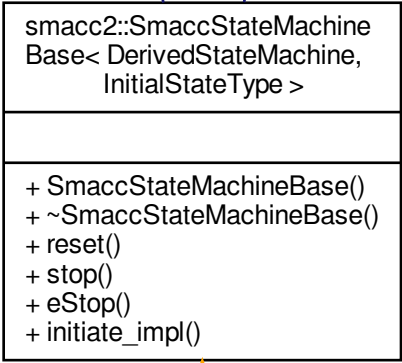 smacc2::SmaccStateMachine
Base< DerivedStateMachine,
InitialStateType >
+ SmaccStateMachineBase()
+ ~SmaccStateMachineBase()
+ reset()
+ stop()
+ eStop()
+ initiate_impl()